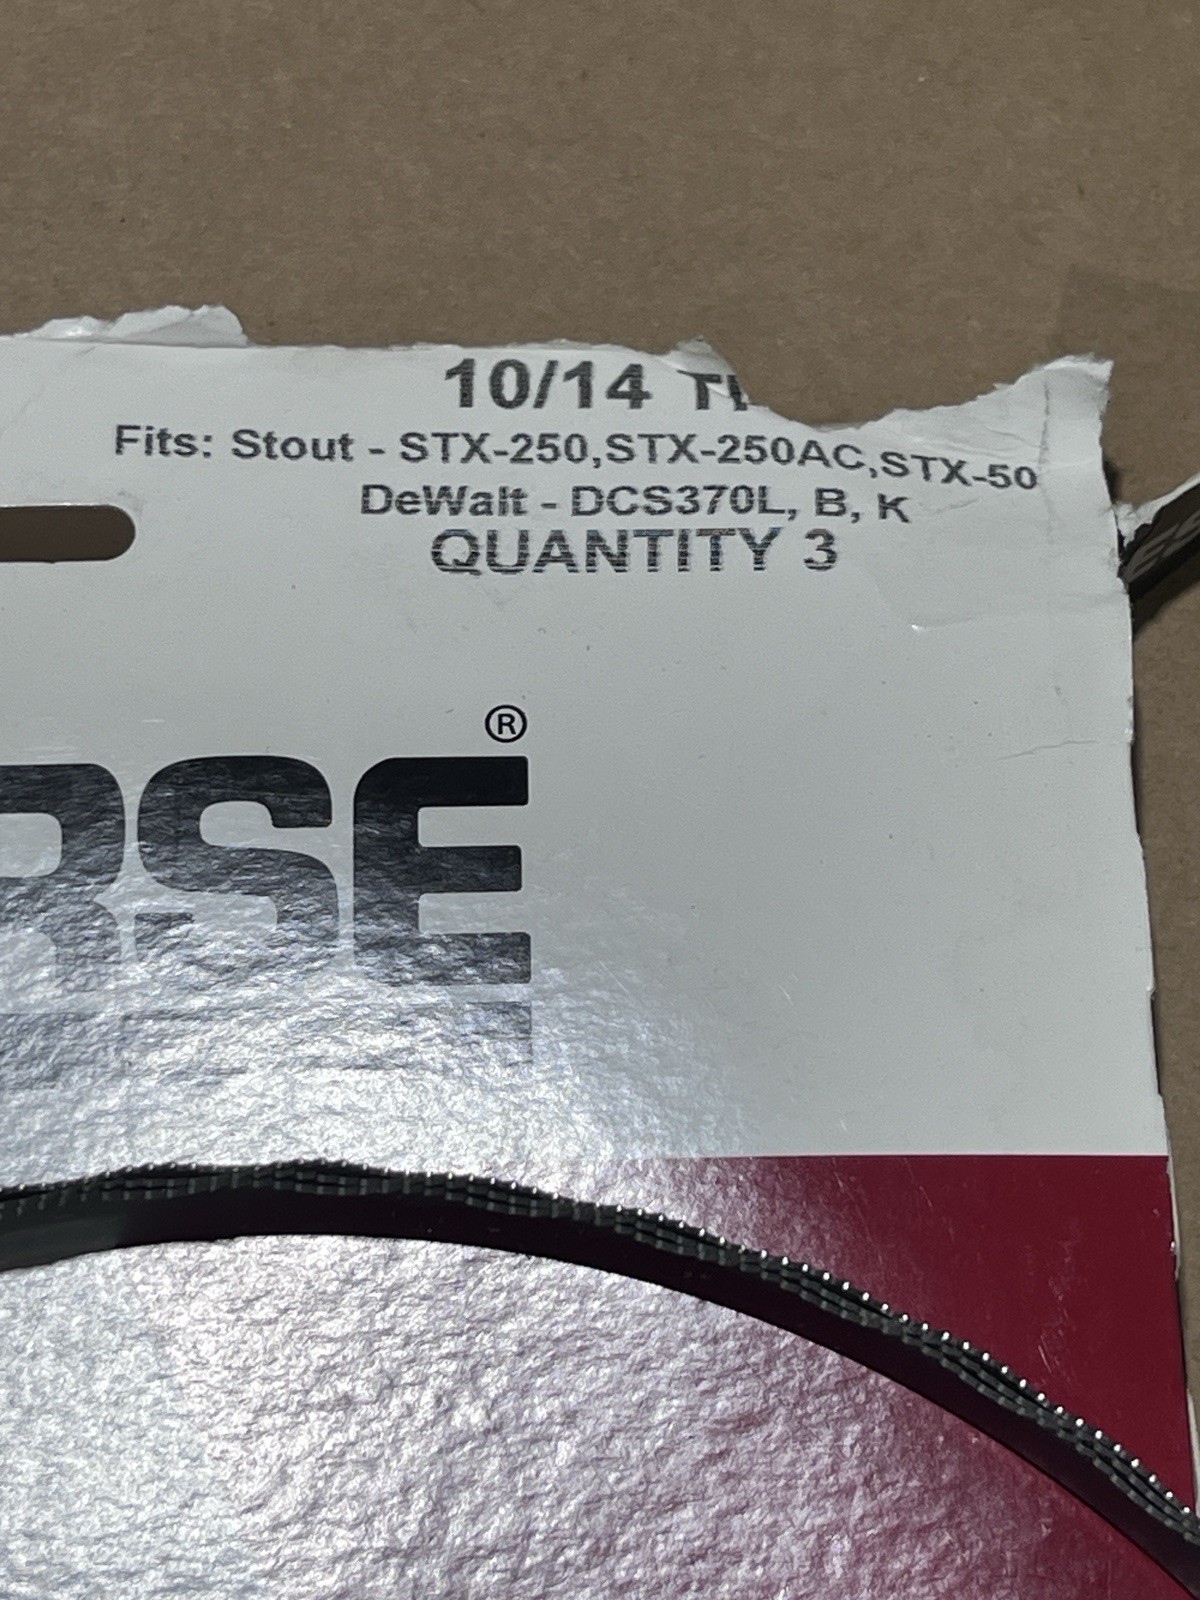 10/14
Fits: Stout - STX-250,STX-250AC,STX-50
DeWalt - DCS370L, B, K
QUANTITY 3
RSE®